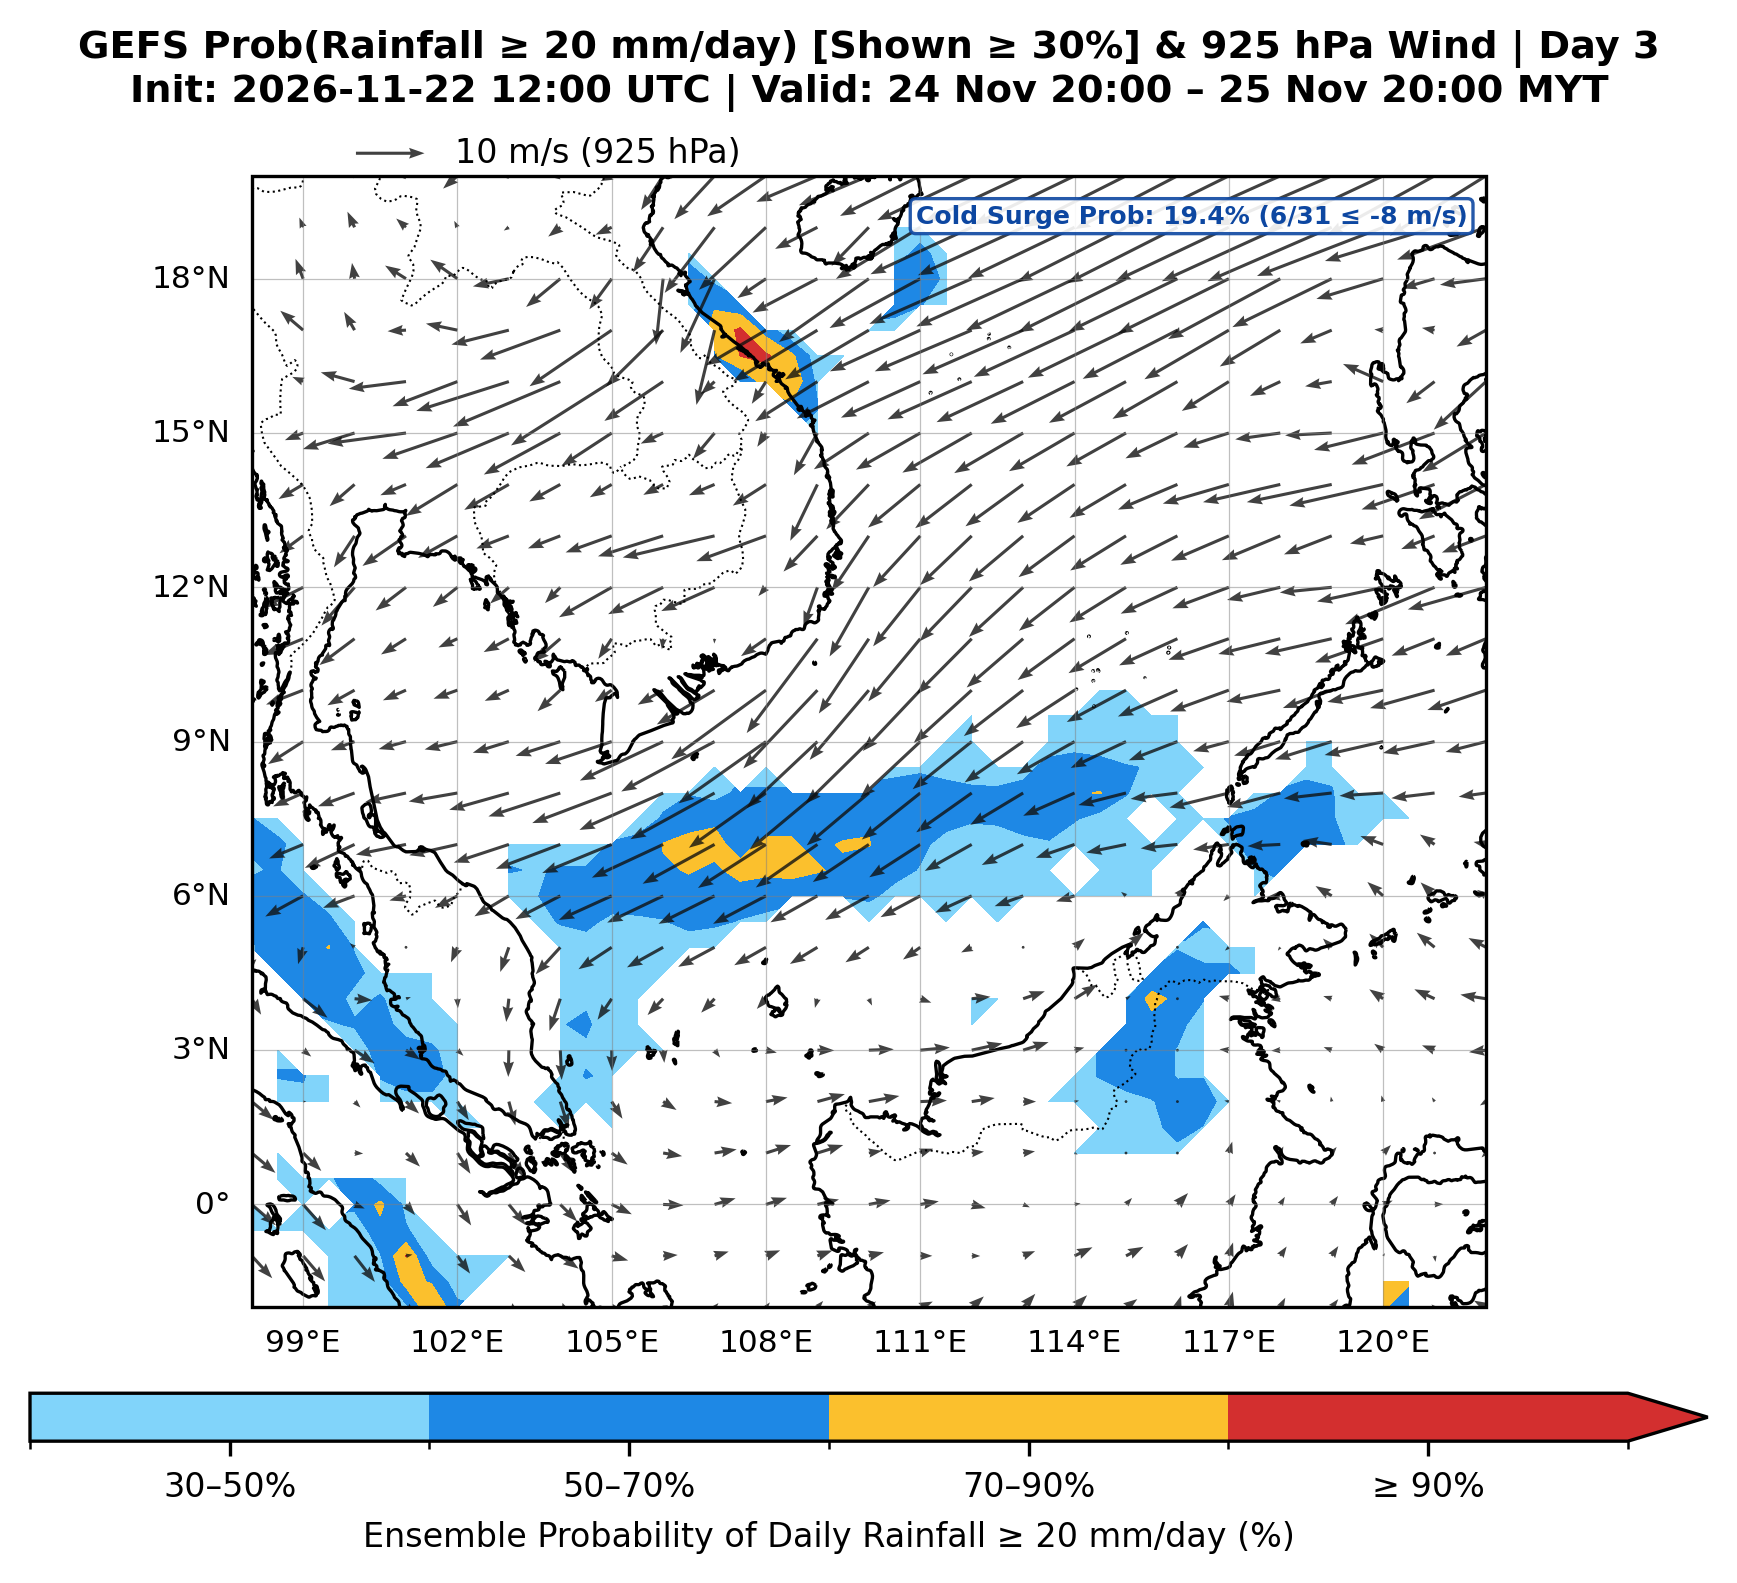 GEFS Prob(Rainfall ≥ 20 mm/day) [Shown ≥ 30%] & 925 hPa Wind | Day 3
Init: 2026-11-22 12:00 UTC | Valid: 24 Nov 20:00 – 25 Nov 20:00 MYT
10 m/s (925 hPa)
Cold Surge Prob: 19.4% (6/31 ≤ -8 m/s)
18°N
15°N
12°N
9°N
6°N
3°N
0°
99°E 102°E 105°E 108°E 111°E 114°E 117°E 120°E
30–50% 50–70% 70–90% ≥ 90%
Ensemble Probability of Daily Rainfall ≥ 20 mm/day (%)